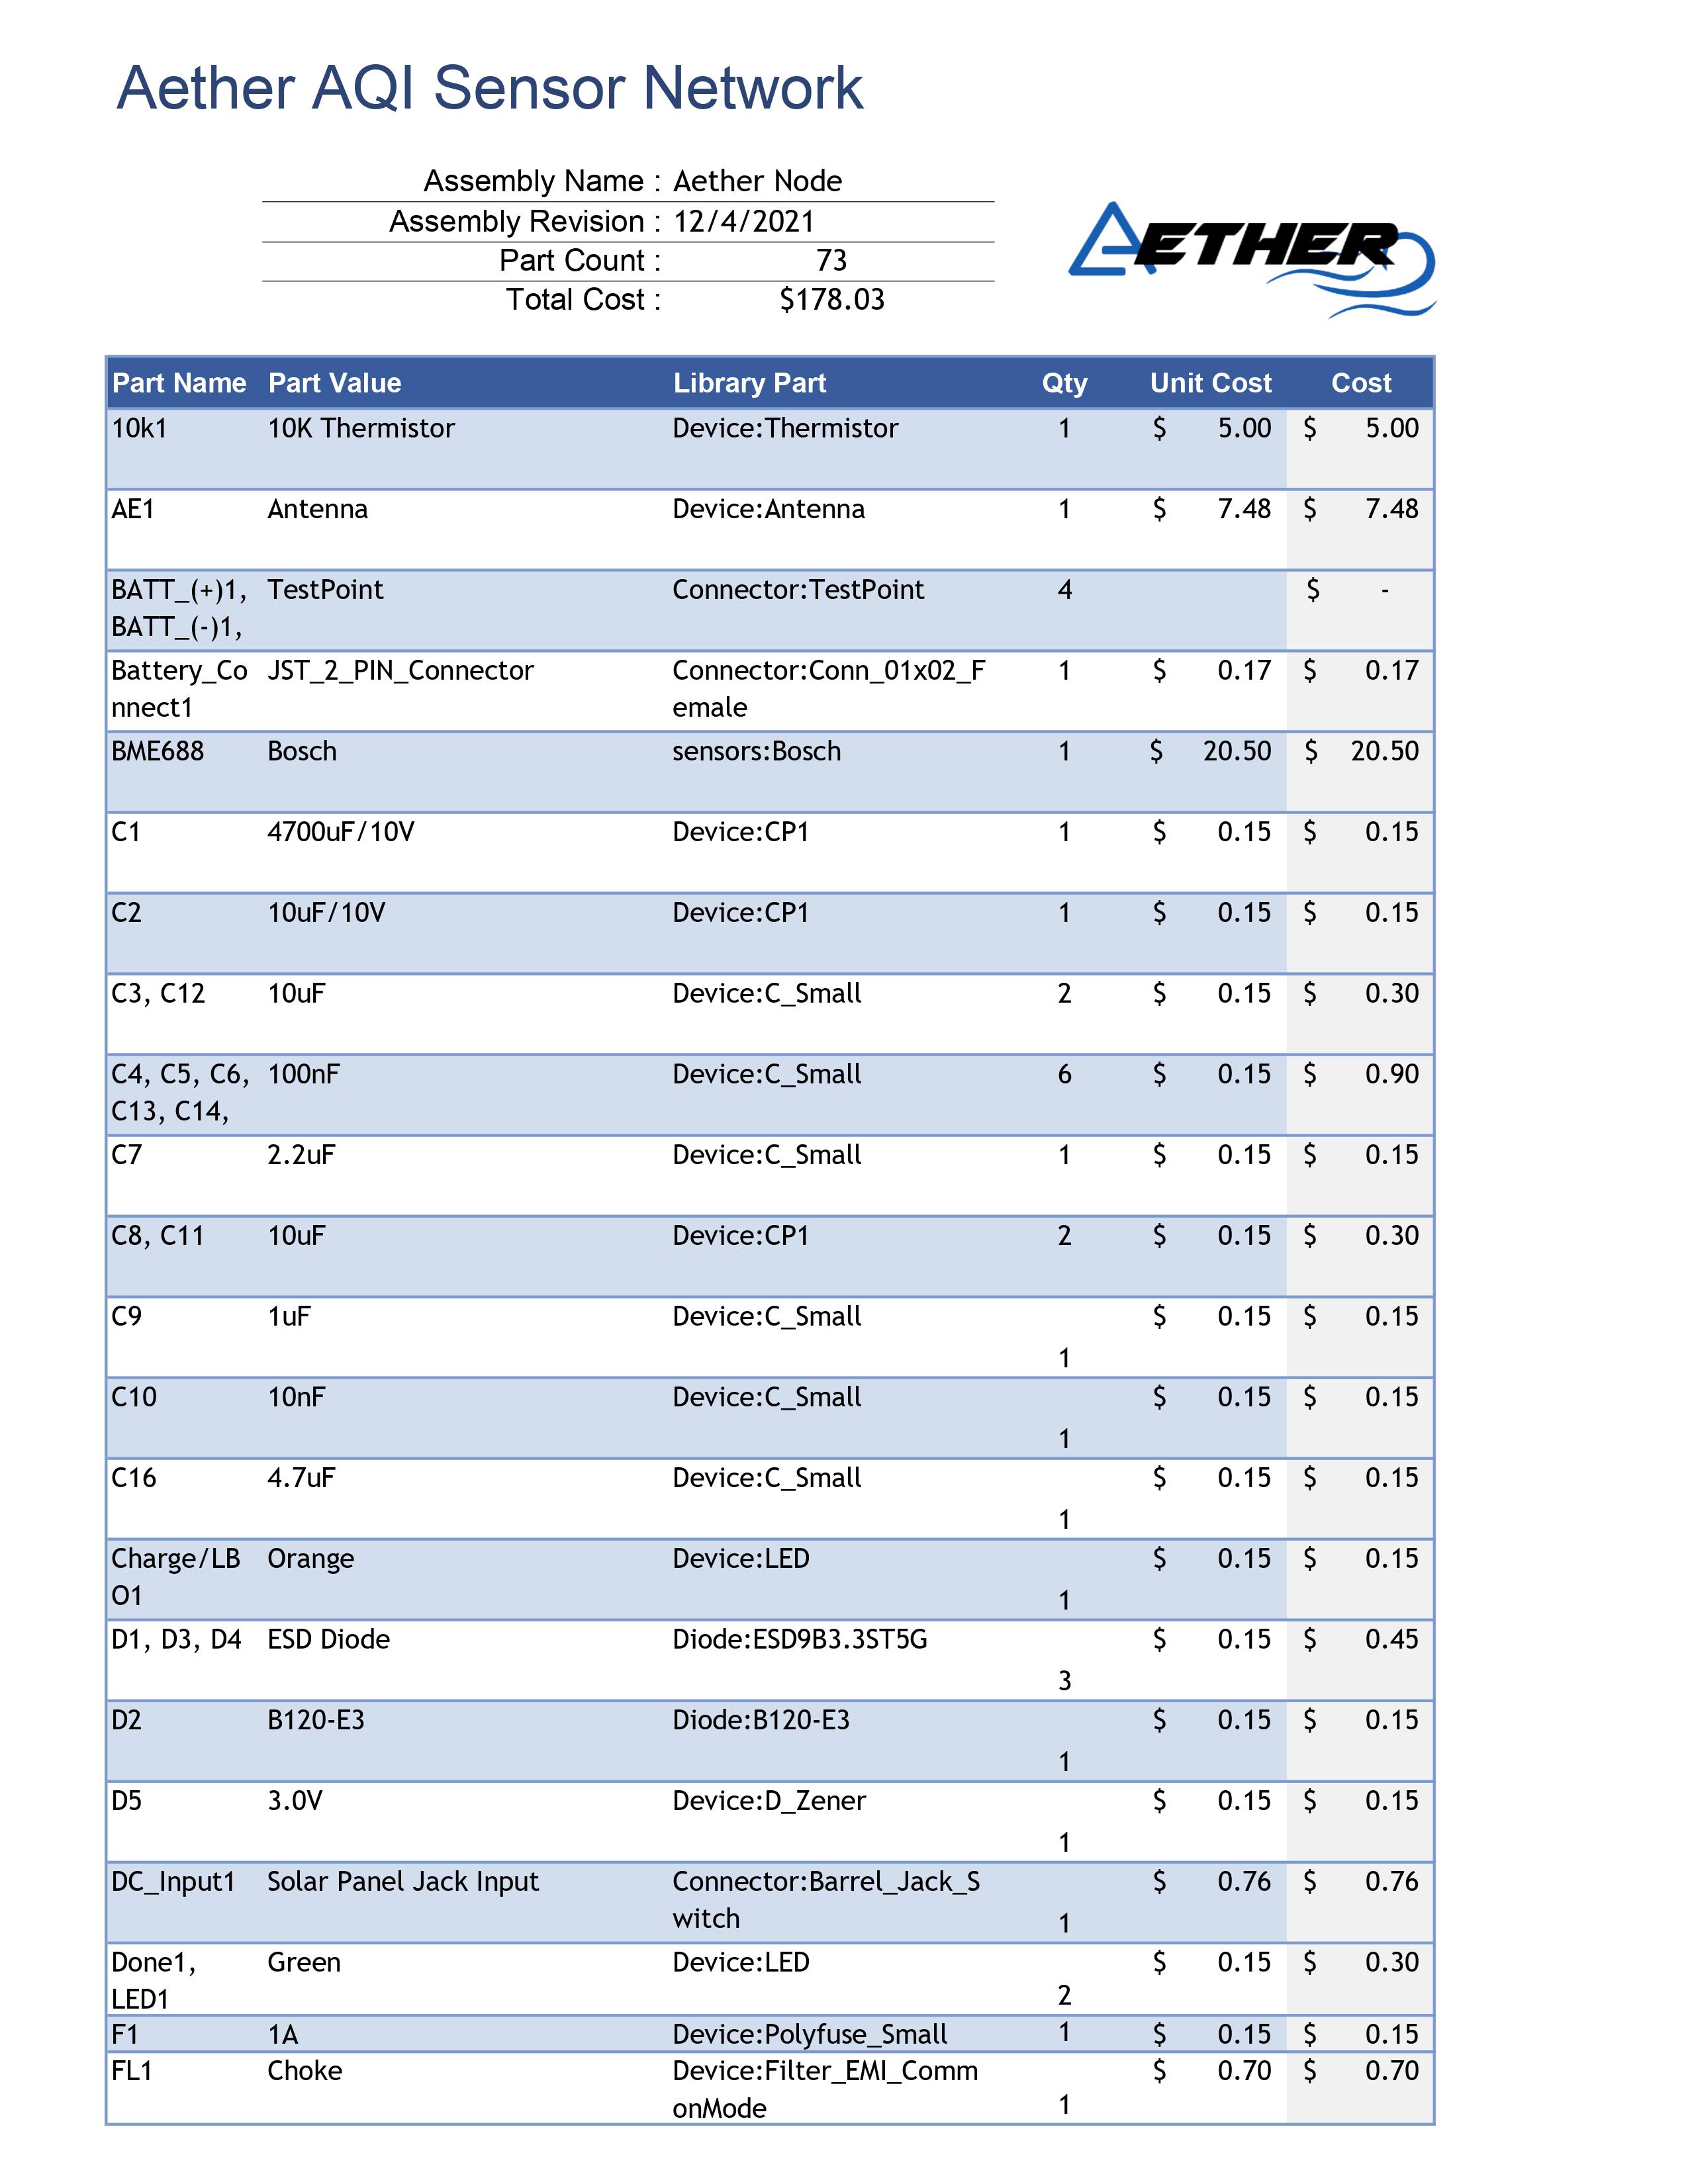 Aether AQI Sensor Network
Assembly Name : Aether Node
Assembly Revision : 12/4/2021
Part Count : 73
Total Cost : $178.03
AETHER
Part Name Part Value Library Part Qty Unit Cost Cost
10k1 10K Thermistor Device:Thermistor 1 $ 5.00 $ 5.00
AE1 Antenna Device:Antenna 1 $ 7.48 $ 7.48
BATT_(+)1, TestPoint Connector:TestPoint 4 $ -
BATT_(-)1,
Battery_Co JST_2_PIN_Connector Connector:Conn_01x02_F 1 $ 0.17 $ 0.17
nnect1 emale
BME688 Bosch sensors:Bosch 1 $ 20.50 $ 20.50
C1 4700uF/10V Device:CP1 1 $ 0.15 $ 0.15
C2 10uF/10V Device:CP1 1 $ 0.15 $ 0.15
C3, C12 10uF Device:C_Small 2 $ 0.15 $ 0.30
C4, C5, C6, 100nF Device:C_Small 6 $ 0.15 $ 0.90
C13, C14,
C7 2.2uF Device:C_Small 1 $ 0.15 $ 0.15
C8, C11 10uF Device:CP1 2 $ 0.15 $ 0.30
C9 1uF Device:C_Small $ 0.15 $ 0.15
1
C10 10nF Device:C_Small $ 0.15 $ 0.15
1
C16 4.7uF Device:C_Small $ 0.15 $ 0.15
1
Charge/LB Orange Device:LED $ 0.15 $ 0.15
O1 1
D1, D3, D4 ESD Diode Diode:ESD9B3.3ST5G $ 0.15 $ 0.45
3
D2 B120-E3 Diode:B120-E3 $ 0.15 $ 0.15
1
D5 3.0V Device:D_Zener $ 0.15 $ 0.15
1
DC_Input1 Solar Panel Jack Input Connector:Barrel_Jack_S $ 0.76 $ 0.76
witch 1
Done1, Green Device:LED $ 0.15 $ 0.30
LED1 2
F1 1A Device:Polyfuse_Small 1 $ 0.15 $ 0.15
FL1 Choke Device:Filter_EMI_Comm $ 0.70 $ 0.70
onMode 1